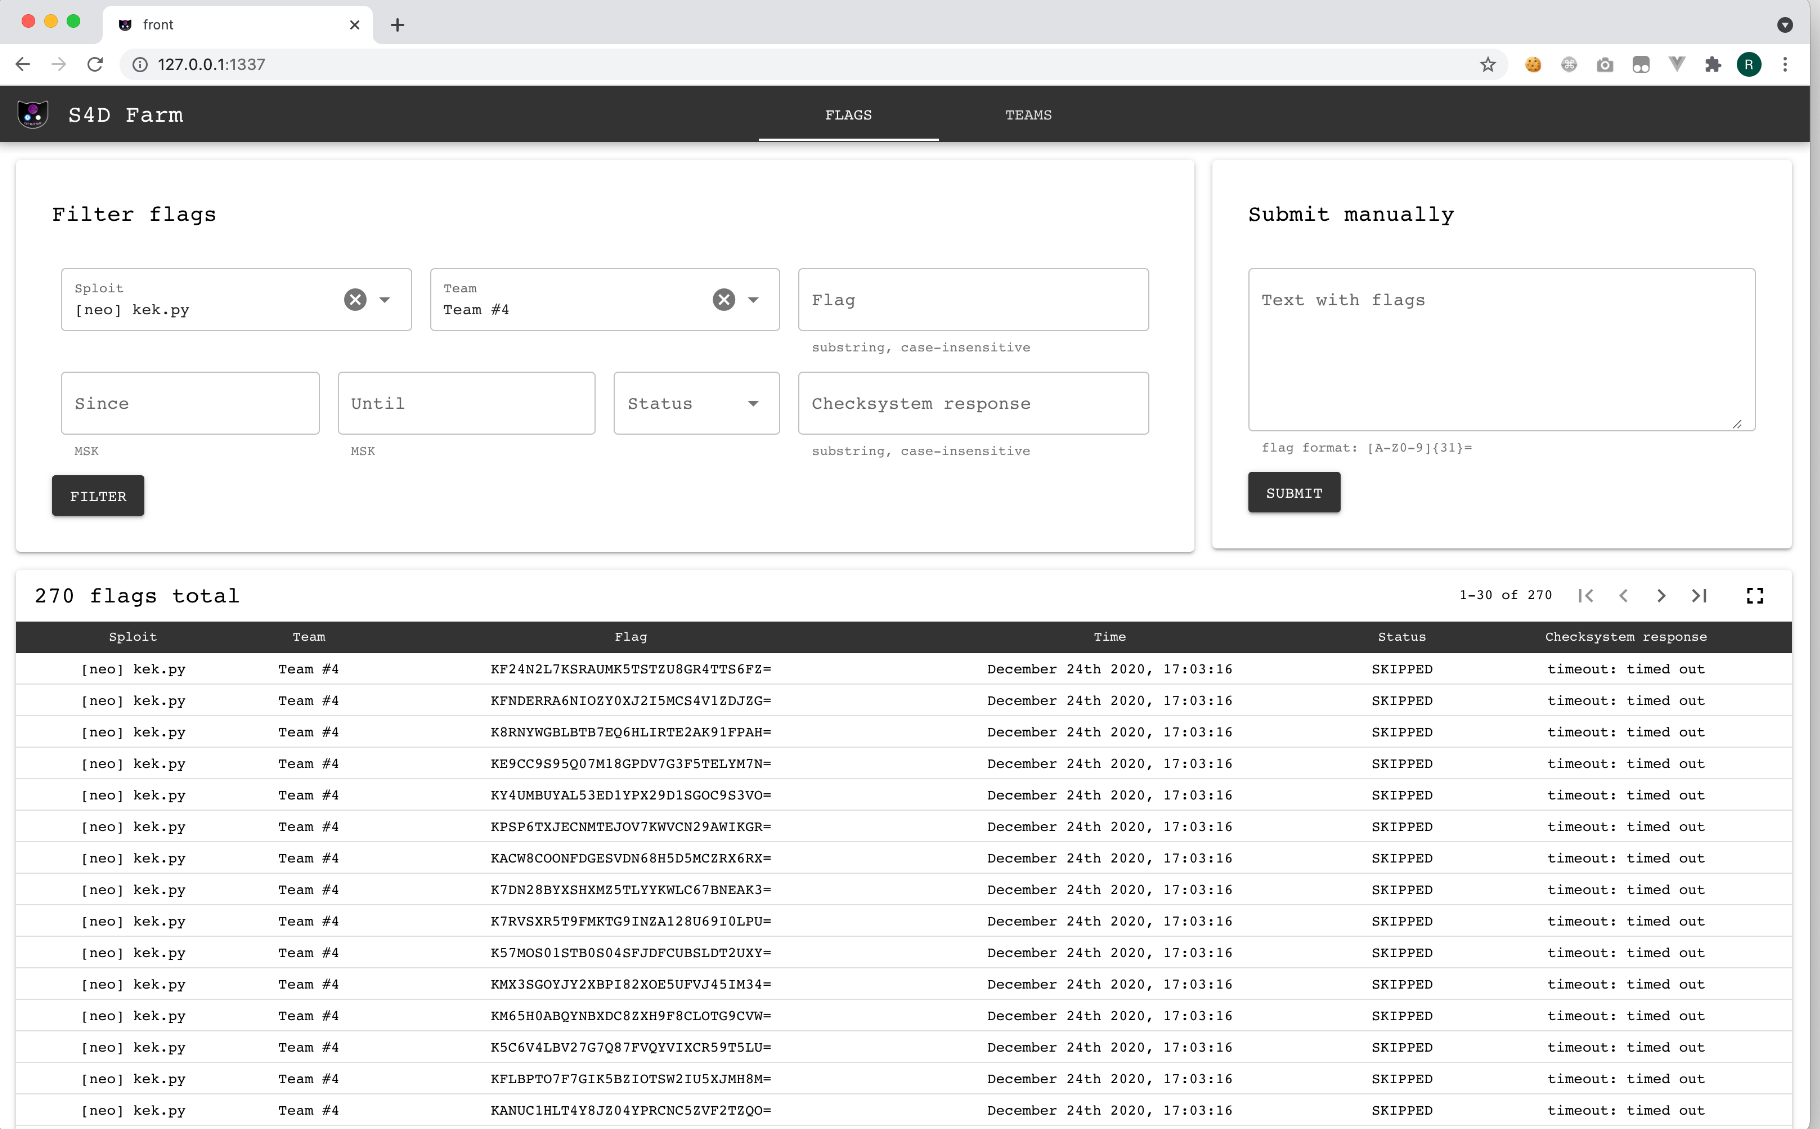 front
127.0.0.1:1337
R
S4D Farm
FLAGS
TEAMS
Filter flags
Sploit
[neo] kek.py
Team
Team #4
Flag
substring, case-insensitive
Since
MSK
Until
MSK
Status
Checksystem response
substring, case-insensitive
FILTER
Submit manually
Text with flags
flag format: [A-Z0-9]{31}=
SUBMIT
270 flags total
1-30 of 270
Sploit Team Flag Time Status Checksystem response
[neo] kek.py Team #4 KF24N2L7KSRAUMK5TSTZU8GR4TTS6FZ= December 24th 2020, 17:03:16 SKIPPED timeout: timed out
[neo] kek.py Team #4 KFNDERRA6NIOZY0XJ2I5MCS4V1ZDJZG= December 24th 2020, 17:03:16 SKIPPED timeout: timed out
[neo] kek.py Team #4 K8RNYWGBLBTB7EQ6HLIRTE2AK91FPAH= December 24th 2020, 17:03:16 SKIPPED timeout: timed out
[neo] kek.py Team #4 KE9CC9S95Q07M18GPDV7G3F5TELYM7N= December 24th 2020, 17:03:16 SKIPPED timeout: timed out
[neo] kek.py Team #4 KY4UMBUYAL53ED1YPX29D1SGOC9S3VO= December 24th 2020, 17:03:16 SKIPPED timeout: timed out
[neo] kek.py Team #4 KPSP6TXJECNMTEJOV7KWVCN29AWIKGR= December 24th 2020, 17:03:16 SKIPPED timeout: timed out
[neo] kek.py Team #4 KACW8COONFDGESVDN68H5D5MCZRX6RX= December 24th 2020, 17:03:16 SKIPPED timeout: timed out
[neo] kek.py Team #4 K7DN28BYXSHXMZ5TLYYKWLC67BNEAK3= December 24th 2020, 17:03:16 SKIPPED timeout: timed out
[neo] kek.py Team #4 K7RVSXR5T9FMKTG9INZA128U69I0LPU= December 24th 2020, 17:03:16 SKIPPED timeout: timed out
[neo] kek.py Team #4 K57MOS01STB0S04SFJDFCUBSLDT2UXY= December 24th 2020, 17:03:16 SKIPPED timeout: timed out
[neo] kek.py Team #4 KMX3SGOYJY2XBPI82XOE5UFVJ45IM34= December 24th 2020, 17:03:16 SKIPPED timeout: timed out
[neo] kek.py Team #4 KM65H0ABQYNBXDC8ZXH9F8CLOTG9CVW= December 24th 2020, 17:03:16 SKIPPED timeout: timed out
[neo] kek.py Team #4 K5C6V4LBV27G7Q87FVQYVIXCR59T5LU= December 24th 2020, 17:03:16 SKIPPED timeout: timed out
[neo] kek.py Team #4 KFLBPTO7F7GIK5BZIOTSW2IU5XJMH8M= December 24th 2020, 17:03:16 SKIPPED timeout: timed out
[neo] kek.py Team #4 KANUC1HLT4Y8JZ04YPRCNC5ZVF2TZQO= December 24th 2020, 17:03:16 SKIPPED timeout: timed out